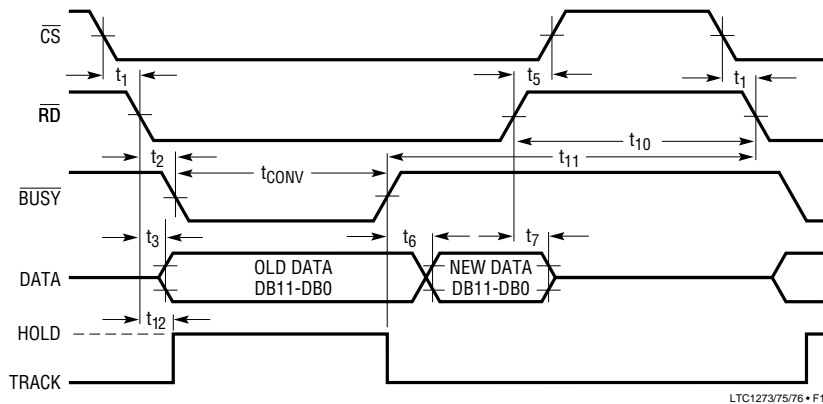 CS
t1
t5
t1
RD
t10
t2
tCONV
t11
BUSY
t3
t6
t7
DATA
OLD DATA
DB11-DB0
NEW DATA
DB11-DB0
t12
HOLD
TRACK
LTC1273/75/76 • F1